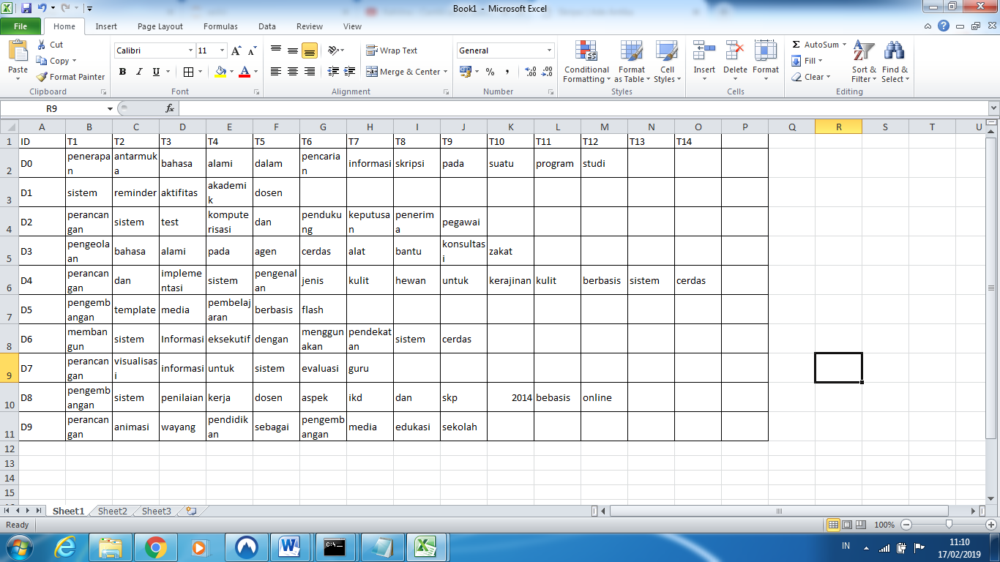 Book1 - Microsoft Excel
File Home Insert Page Layout Formulas Data Review View
Paste Cut Copy Format Painter Clipboard
Calibri 11 A A B I U A Font
Wrap Text Merge & Center Alignment
General % , .0 .00 .00 .0 Number
Conditional Formatting Format as Table Cell Styles Styles
Insert Delete Format Cells
Σ AutoSum Fill Clear Sort & Filter Find & Select Editing
R9 fx
A B C D E F G H I J K L M N O P Q R S T U
1 ID T1 T2 T3 T4 T5 T6 T7 T8 T9 T10 T11 T12 T13 T14
2 D0 penerapan antarmuka bahasa alami dalam pencarian informasi skripsi pada suatu program studi
3 D1 sistem reminder aktifitas akademik dosen
4 D2 perancangan sistem test komputerisasi dan pendukung keputusan penerima pegawai
5 D3 pengeolaan bahasa alami pada agen cerdas alat bantu konsultasi zakat
6 D4 perancangan dan implementasi sistem pengenalan jenis kulit hewan untuk kerajinan kulit berbasis sistem cerdas
7 D5 pengembangan template media pembelajaran berbasis flash
8 D6 membangun sistem Informasi eksekutif dengan menggunakan pendekatan sistem cerdas
9 D7 perancangan visualisasi informasi untuk sistem evaluasi guru
10 D8 pengembangan sistem penilaian kerja dosen aspek ikd dan skp 2014 bebasis online
11 D9 perancangan animasi wayang pendidikan sebagai pengembangan media edukasi sekolah
12
13
14
15
Sheet1 Sheet2 Sheet3
Ready 100%
IN 11:10
17/02/2019